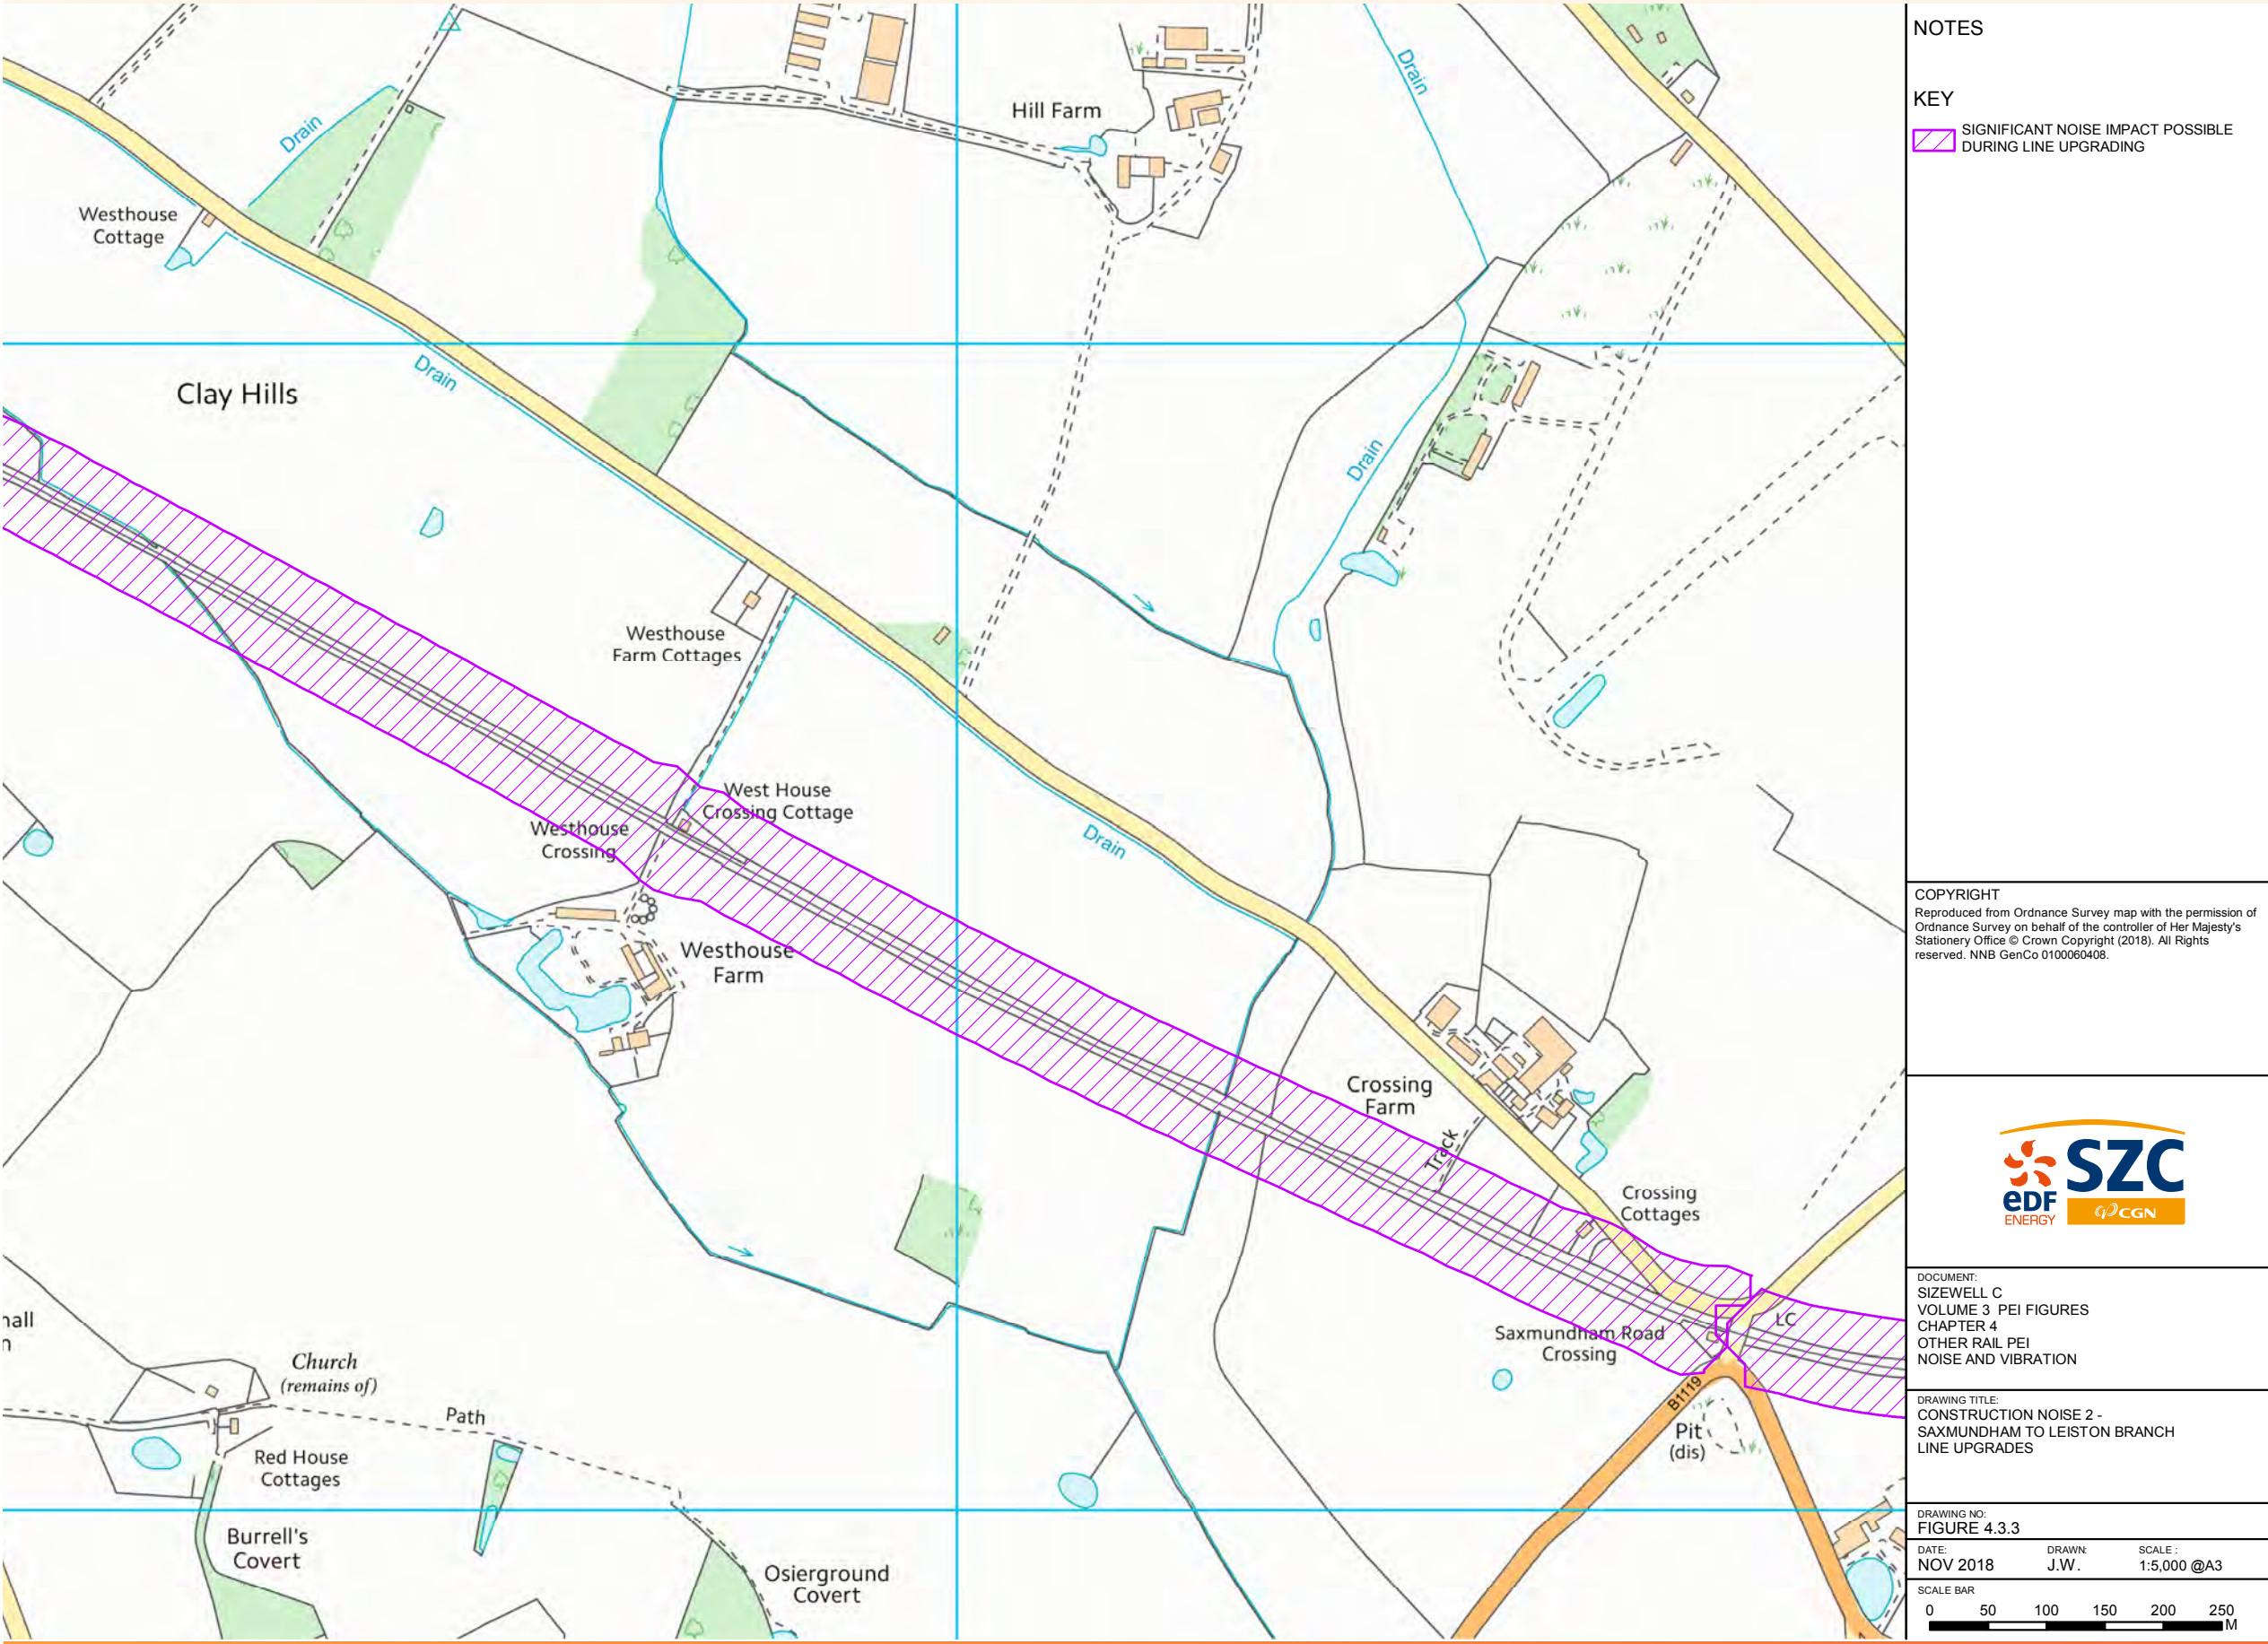 Drain
Hill Farm
Drain
Westhouse
Cottage
Clay Hills
Drain
Drain
Westhouse
Farm Cottages
West House
Crossing Cottage
Westhouse
Crossing
Drain
Westhouse
Farm
Crossing
Farm
Track
Crossing
Cottages
Saxmundham Road
Crossing
LC
B1119
Pit
(dis)
Church
(remains of)
Path
Red House
Cottages
Burrell's
Covert
Osierground
Covert
NOTES
KEY
SIGNIFICANT NOISE IMPACT POSSIBLE
DURING LINE UPGRADING
COPYRIGHT
Reproduced from Ordnance Survey map with the permission of
Ordnance Survey on behalf of the controller of Her Majesty's
Stationery Office © Crown Copyright (2018). All Rights
reserved. NNB GenCo 0100060408.
eDF
ENERGY
SZC
CGN
DOCUMENT:
SIZEWELL C
VOLUME 3 PEI FIGURES
CHAPTER 4
OTHER RAIL PEI
NOISE AND VIBRATION
DRAWING TITLE:
CONSTRUCTION NOISE 2 -
SAXMUNDHAM TO LEISTON BRANCH
LINE UPGRADES
DRAWING NO:
FIGURE 4.3.3
DATE: DRAWN: SCALE :
NOV 2018 J.W. 1:5,000 @A3
SCALE BAR
0 50 100 150 200 250
M